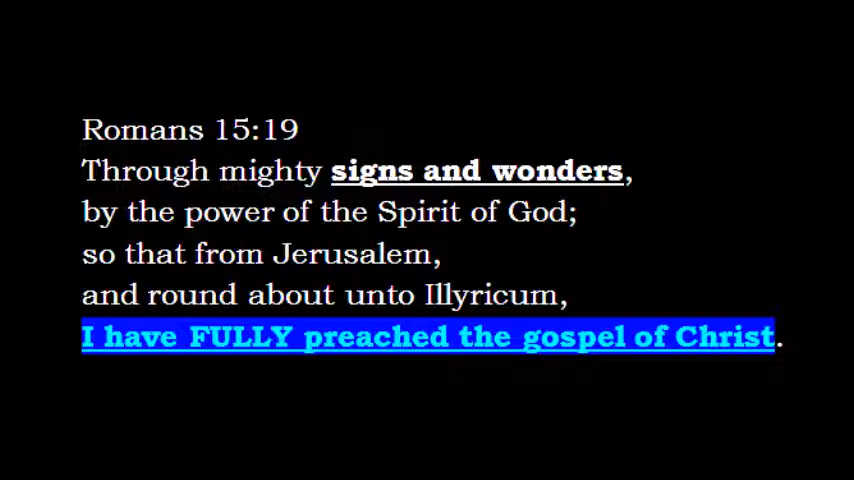 Romans 15:19
Through mighty signs and wonders,
by the power of the Spirit of God;
so that from Jerusalem,
and round about unto Illyricum,
I have FULLY preached the gospel of Christ.